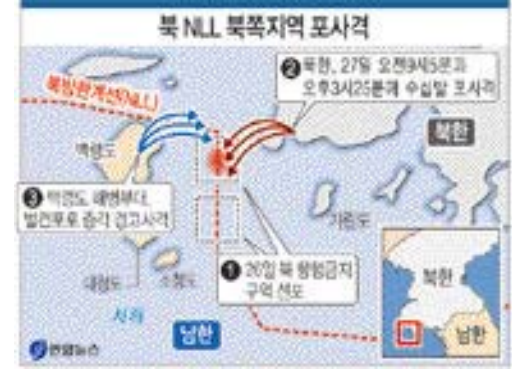 북 NLL 북쪽지역 포사격
북방한계선(NLL)
❷ 북한, 27일 오전9시5분과
오후3시25분께 수십발 포사격
북한
백령도
❸ 백령도 해병부대,
벌컨포로 즉각 경고사격
기린도
❶ 26일 북 항행금지
구역 선포
대청도
소청도
서해
남한
연합뉴스
북한
남한